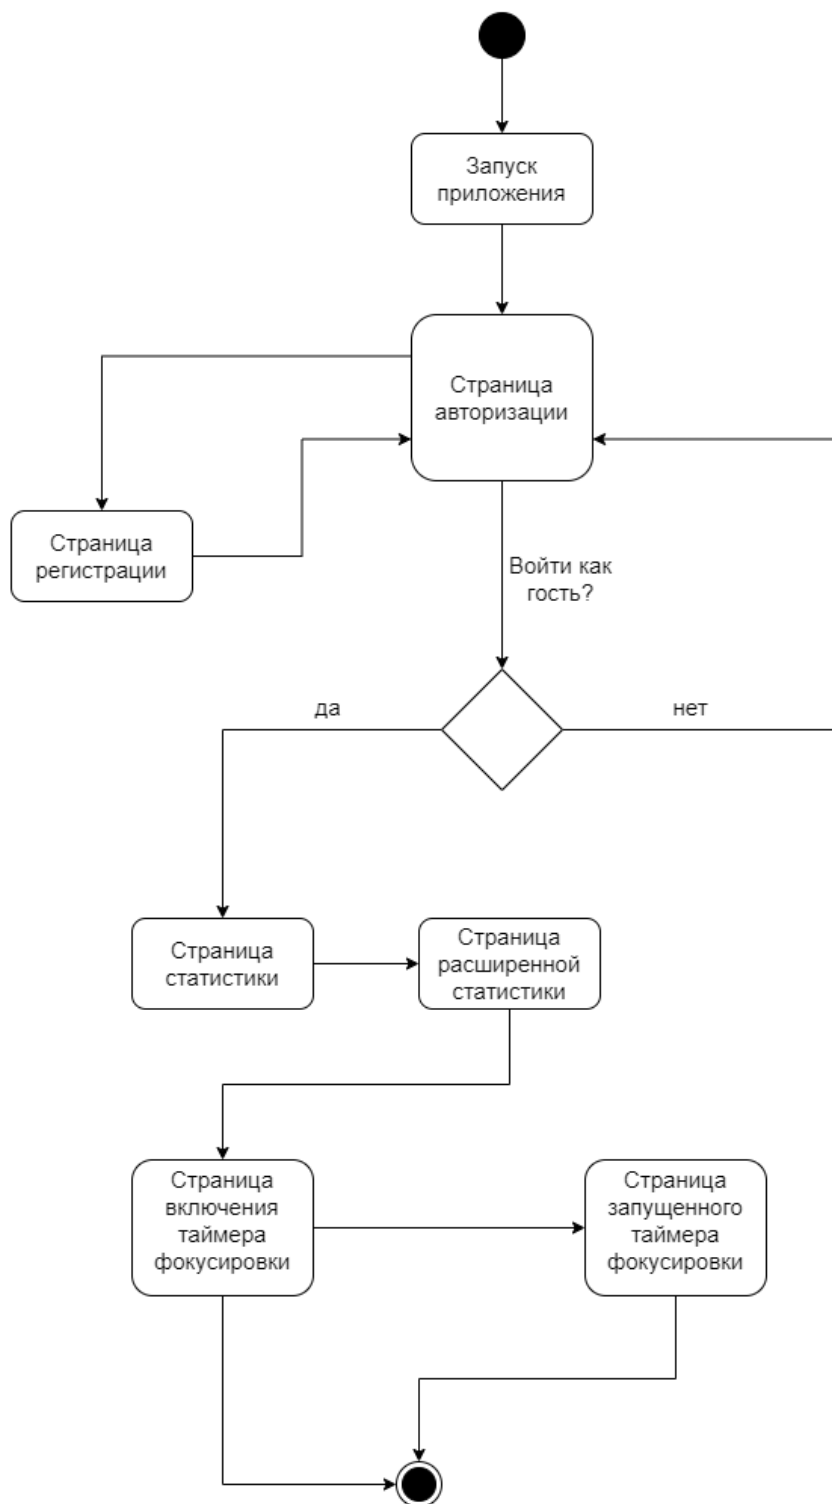 Запуск
приложения
Страница
авторизации
Страница
регистрации
Войти как
гость?
да
нет
Страница
статистики
Страница
расширенной
статистики
Страница
включения
таймера
фокусировки
Страница
запущенного
таймера
фокусировки